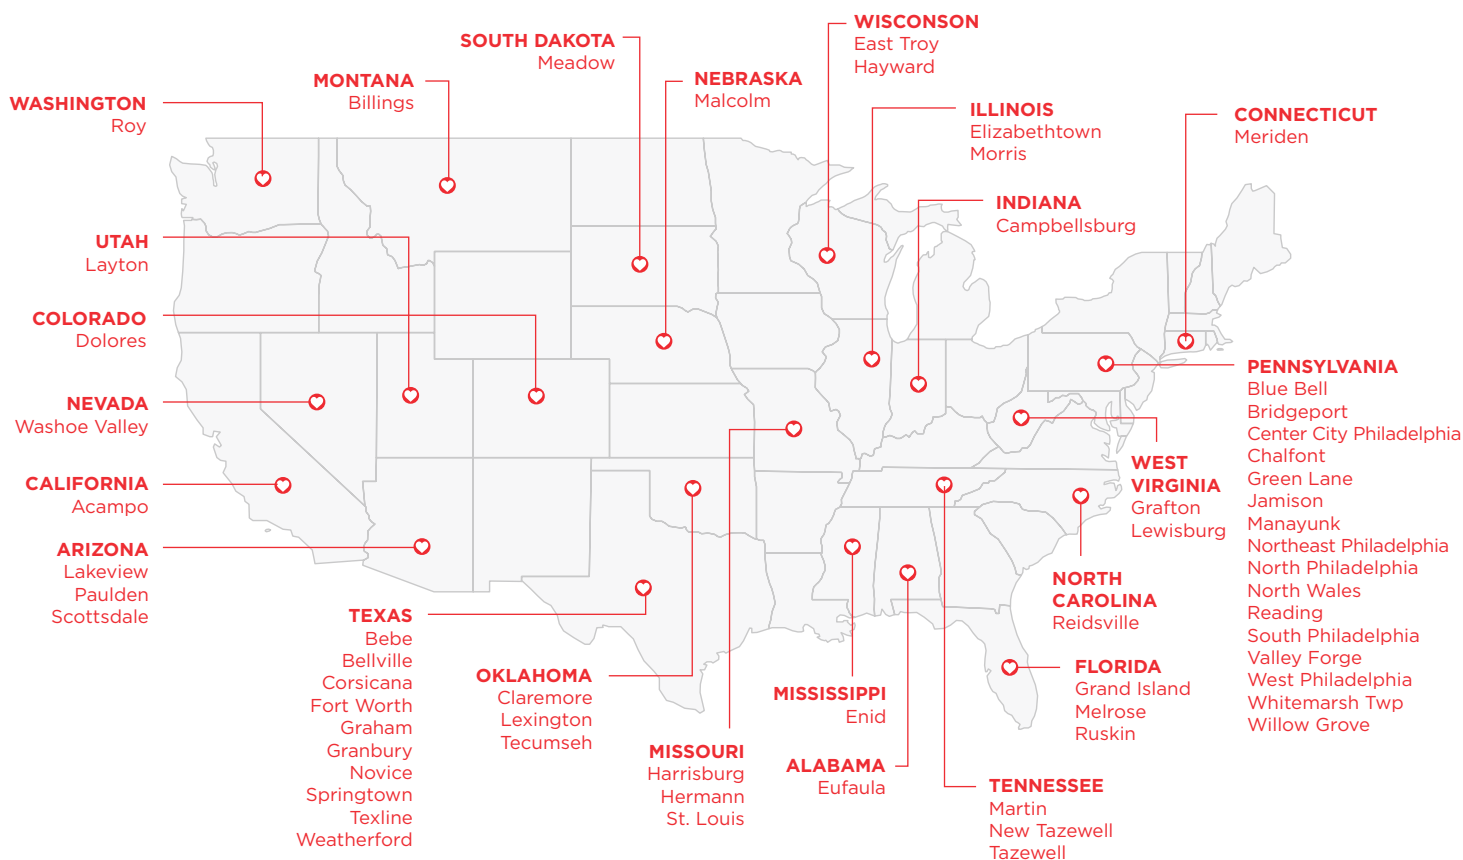 WASHINGTON
Roy
MONTANA
Billings
SOUTH DAKOTA
Meadow
NEBRASKA
Malcolm
WISCONSON
East Troy
Hayward
ILLINOIS
Elizabethtown
Morris
INDIANA
Campbellsburg
CONNECTICUT
Meriden
UTAH
Layton
COLORADO
Dolores
NEVADA
Washoe Valley
CALIFORNIA
Acampo
ARIZONA
Lakeview
Paulden
Scottsdale
TEXAS
Bebe
Bellville
Corsicana
Fort Worth
Graham
Granbury
Novice
Springtown
Texline
Weatherford
OKLAHOMA
Claremore
Lexington
Tecumseh
MISSOURI
Harrisburg
Hermann
St. Louis
MISSISSIPPI
Enid
ALABAMA
Eufaula
TENNESSEE
Martin
New Tazewell
Tazewell
FLORIDA
Grand Island
Melrose
Ruskin
NORTH
CAROLINA
Reidsville
WEST
VIRGINIA
Grafton
Lewisburg
PENNSYLVANIA
Blue Bell
Bridgeport
Center City Philadelphia
Chalfont
Green Lane
Jamison
Manayunk
Northeast Philadelphia
North Philadelphia
North Wales
Reading
South Philadelphia
Valley Forge
West Philadelphia
Whitemarsh Twp
Willow Grove